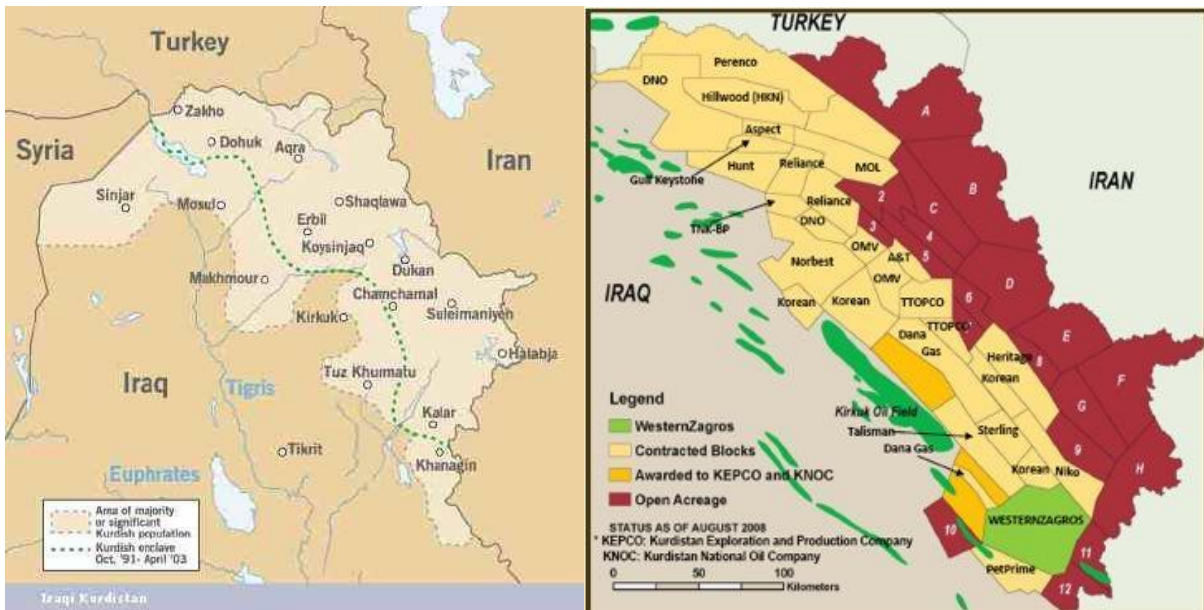 Turkey
Syria
Iran
Zakho
Dohuk
Aqra
Sinjar
Mosul
Shaqlawa
Erbil
Koysinjaq
Dukan
Makhmour
Chamchamal
Suleimaniyeh
Kirkuk
Halabja
Iraq
Tigris
Tuz Khurmatu
Kalar
Tikrit
Khanaqin
Euphrates
Area of majority
or significant
Kurdish population
Kurdish enclave
Oct. '91- April '03
Iraqi Kurdistan
TURKEY
Perenco
DNO
Hillwood (HKN)
A
Aspect
Hunt
Reliance
MOL
B
IRAN
Gulf Keystone
2
C
Reliance
TNK-BP
DNO
3
4
OMV
A&T
5
Norbest
OMV
D
IRAQ
Korean
Korean
TTOPCO
6
Dana
Gas
TTOPCO
E
Heritage
8
Korean
F
Legend
Kirkuk Oil Field
G
WesternZagros
Talisman
Sterling
Contracted Blocks
Dana Gas
9
Awarded to KEPCO and KNOC
Korean
Niko
H
Open Acreage
WESTERNZAGROS
STATUS AS OF AUGUST 2008
10
* KEPCO: Kurdistan Exploration and Production Company
KNOC: Kurdistan National Oil Company
11
PetPrime
12
0 50 100
Kilometers